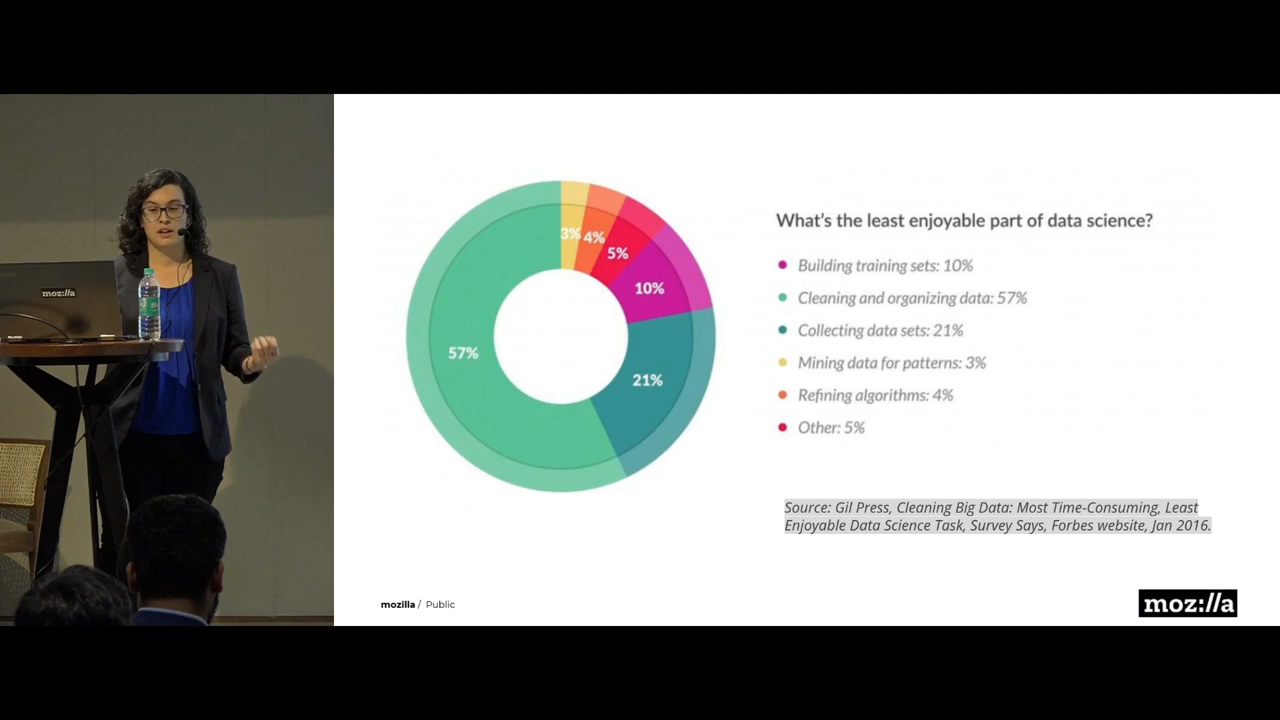 moz://a
3%
4%
5%
10%
57%
21%
What's the least enjoyable part of data science?
Building training sets: 10%
Cleaning and organizing data: 57%
Collecting data sets: 21%
Mining data for patterns: 3%
Refining algorithms: 4%
Other: 5%
Source: Gil Press, Cleaning Big Data: Most Time-Consuming, Least
Enjoyable Data Science Task, Survey Says, Forbes website, Jan 2016.
mozilla / Public
moz://a